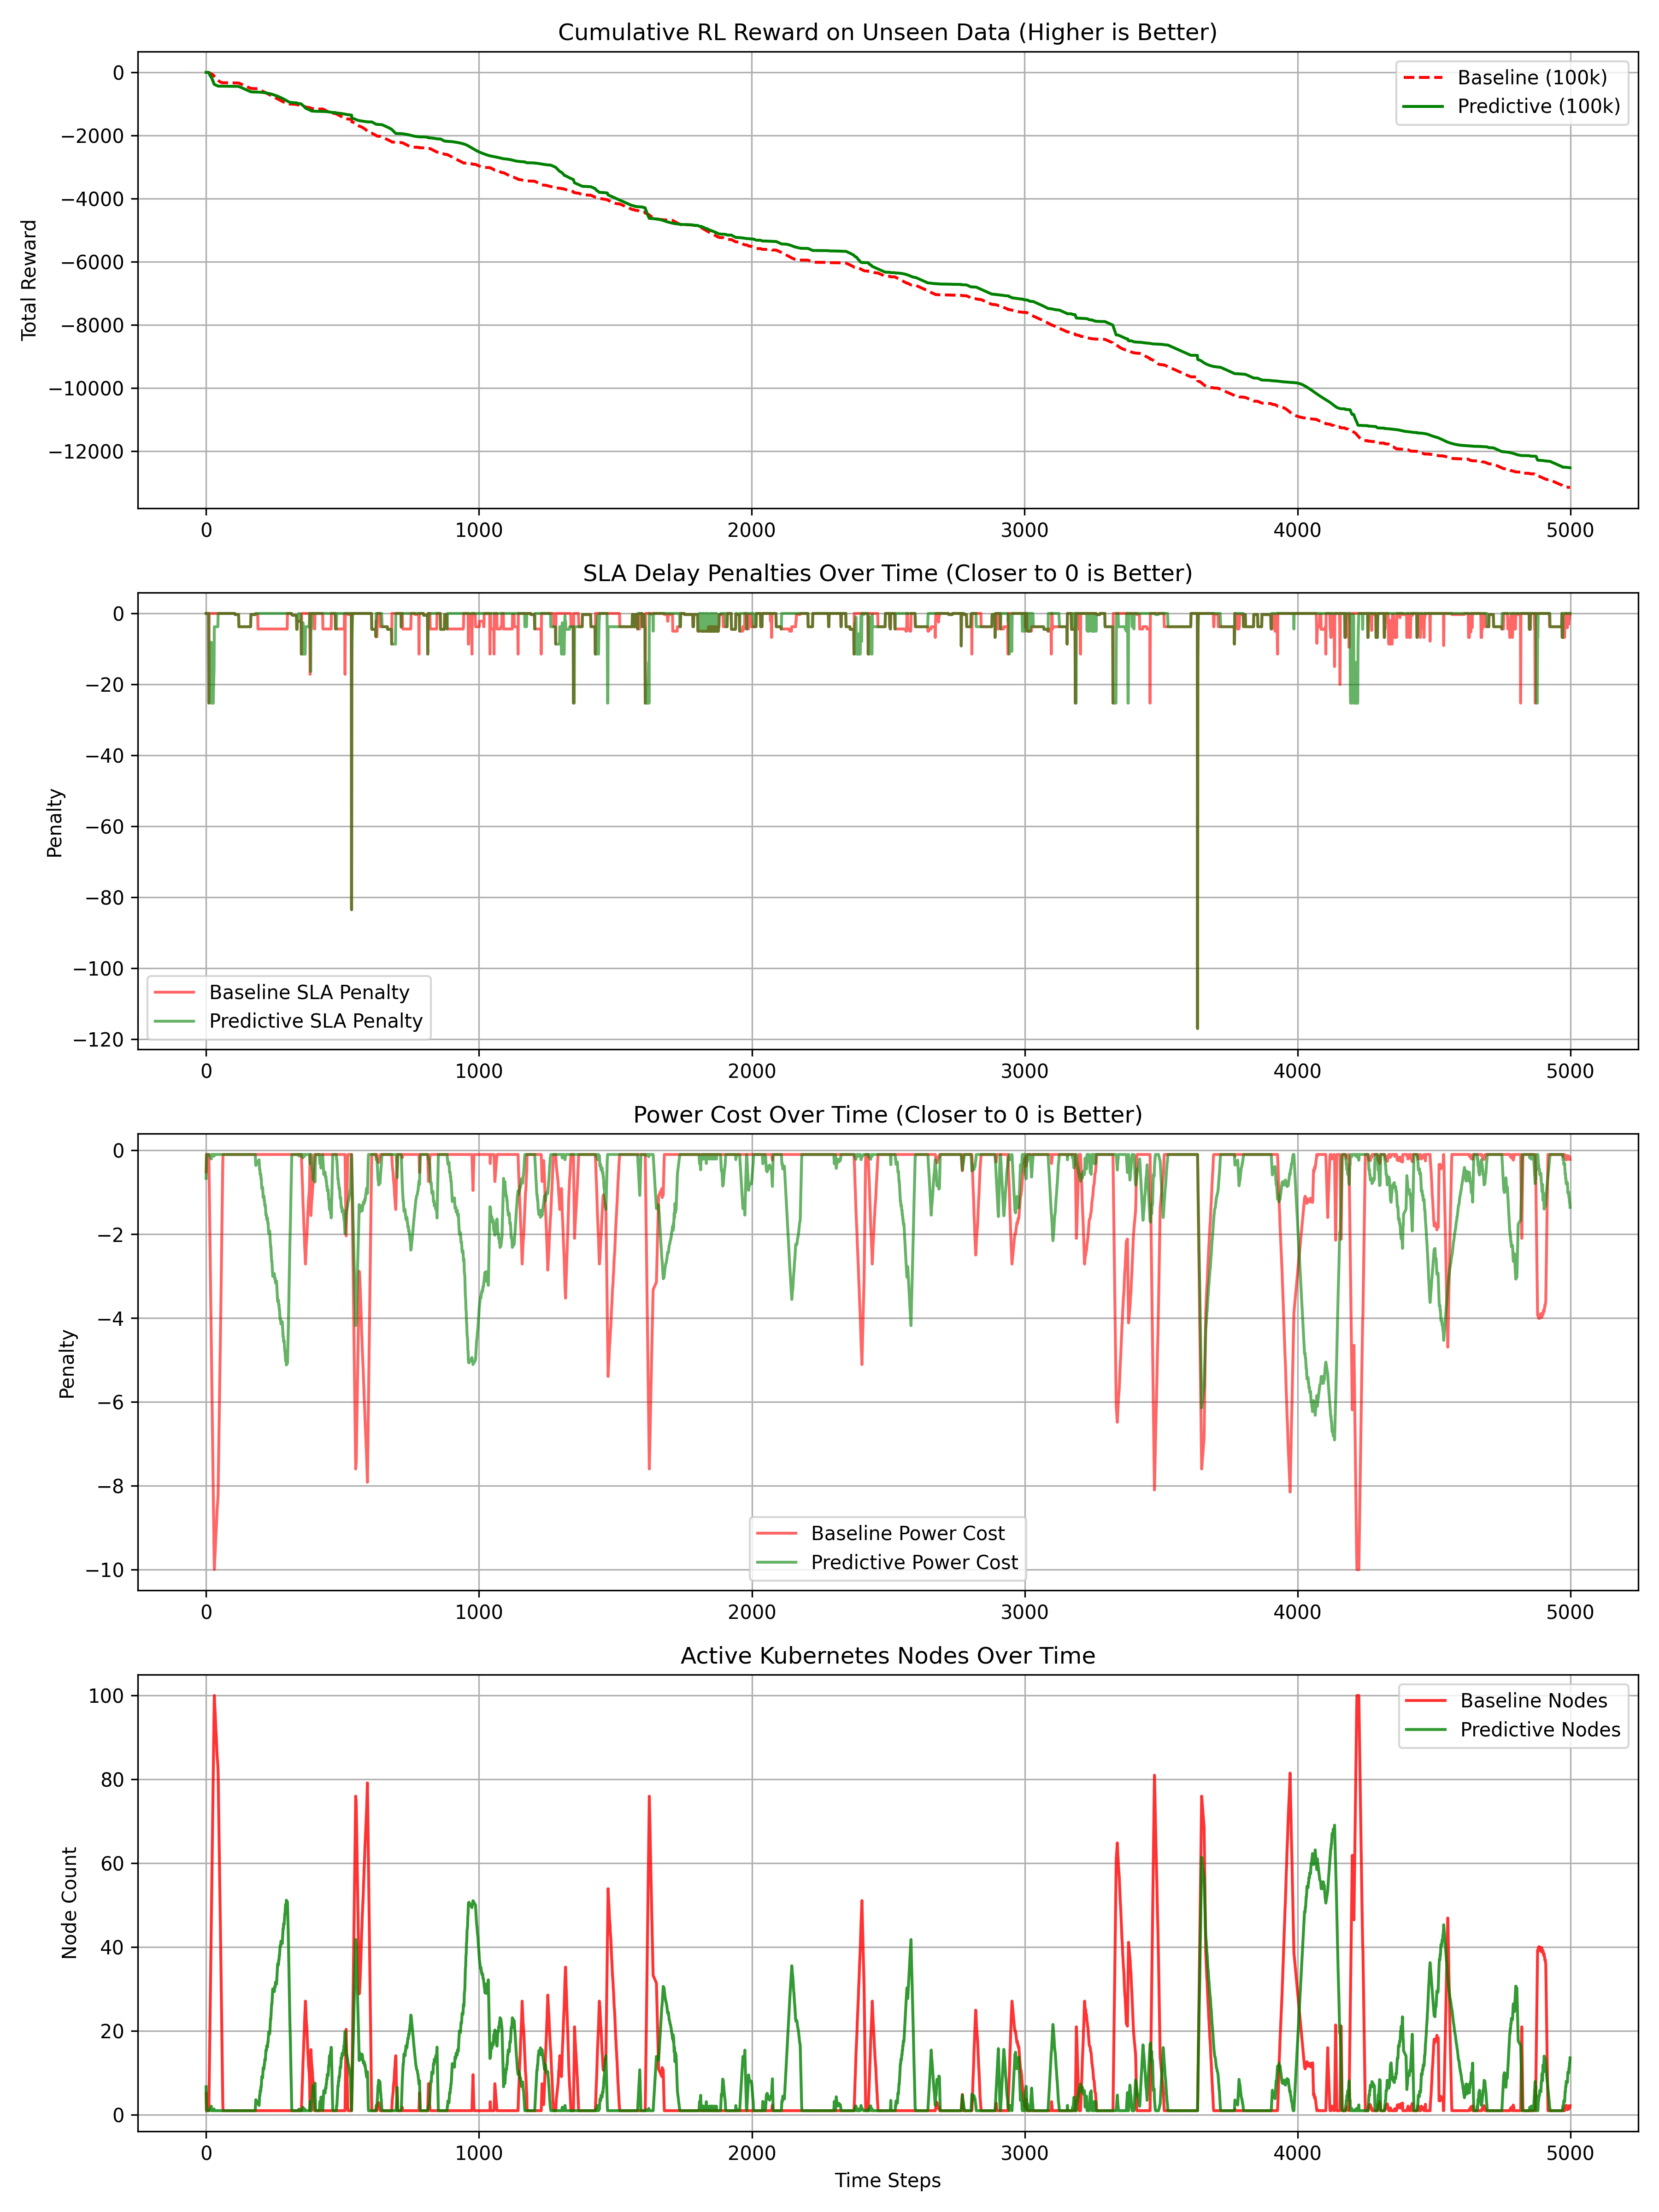 Cumulative RL Reward on Unseen Data (Higher is Better)
Total Reward
0
−2000
−4000
−6000
−8000
−10000
−12000
Baseline (100k)
Predictive (100k)
0 1000 2000 3000 4000 5000
SLA Delay Penalties Over Time (Closer to 0 is Better)
Penalty
0
−20
−40
−60
−80
−100
−120
Baseline SLA Penalty
Predictive SLA Penalty
0 1000 2000 3000 4000 5000
Power Cost Over Time (Closer to 0 is Better)
Penalty
0
−2
−4
−6
−8
−10
Baseline Power Cost
Predictive Power Cost
0 1000 2000 3000 4000 5000
Active Kubernetes Nodes Over Time
Node Count
100
80
60
40
20
0
Baseline Nodes
Predictive Nodes
0 1000 2000 3000 4000 5000
Time Steps